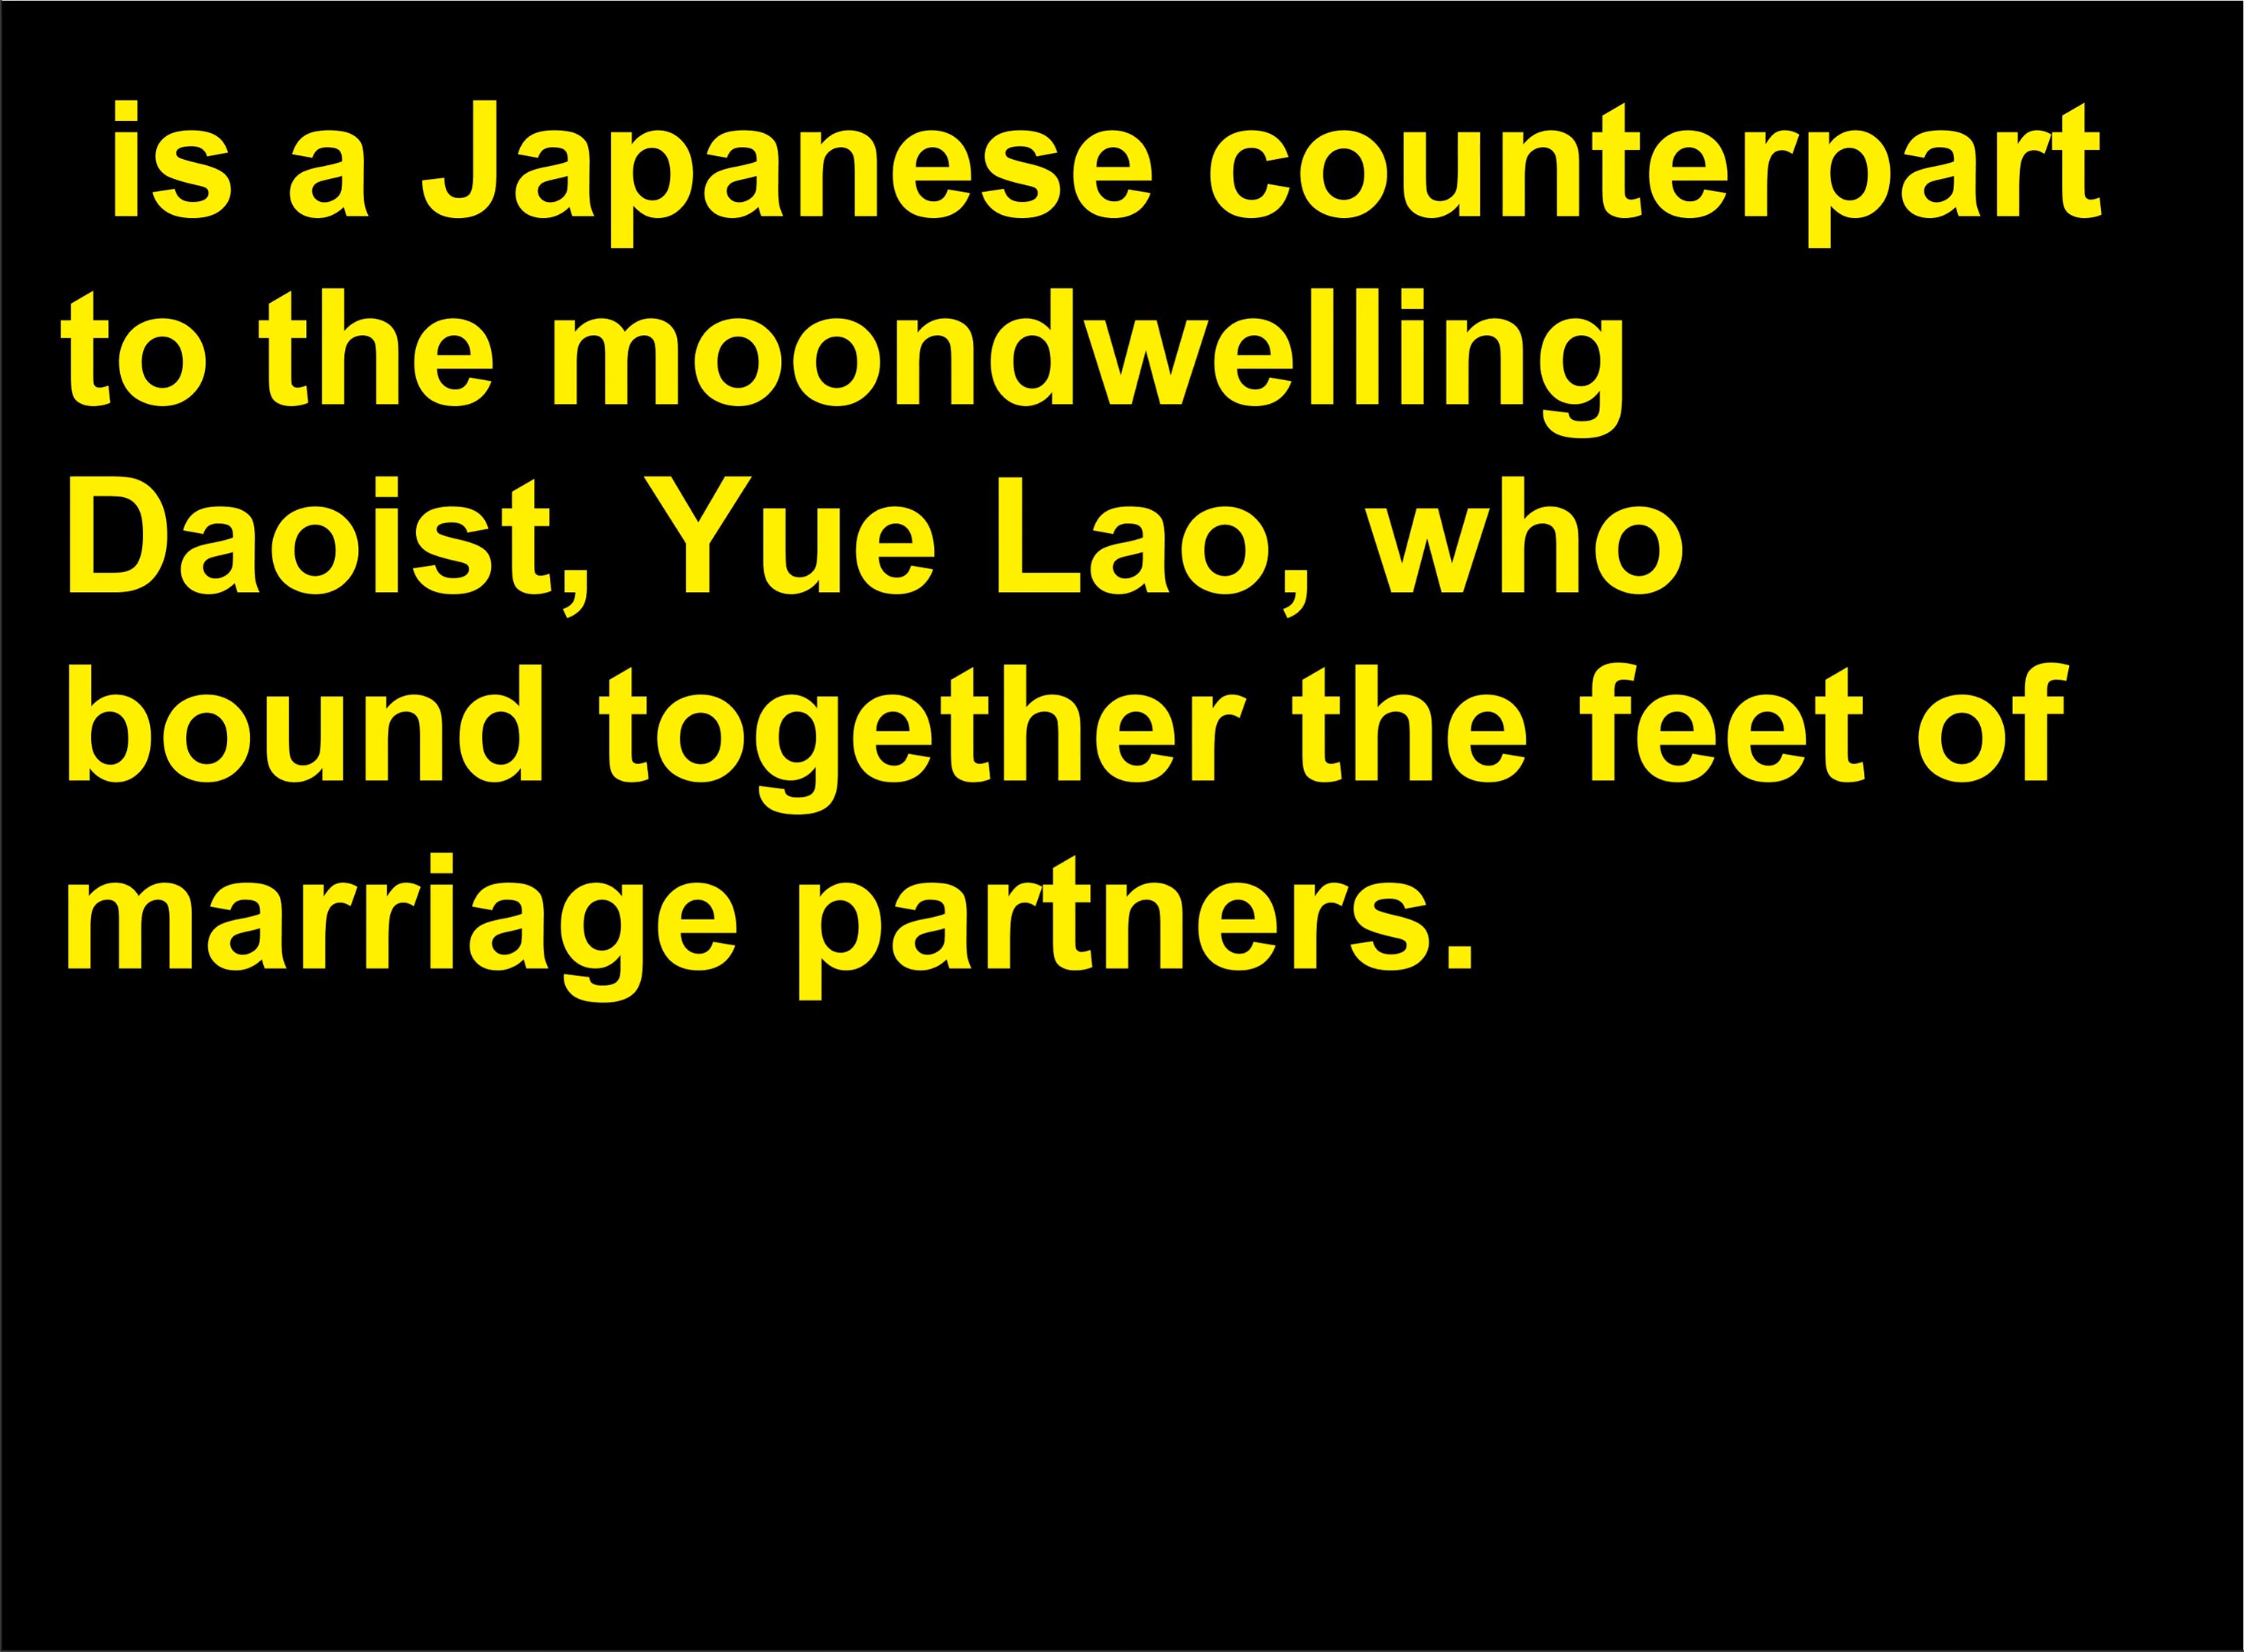 is a Japanese counterpart
to the moondwelling
Daoist, Yue Lao, who
bound together the feet of
marriage partners.